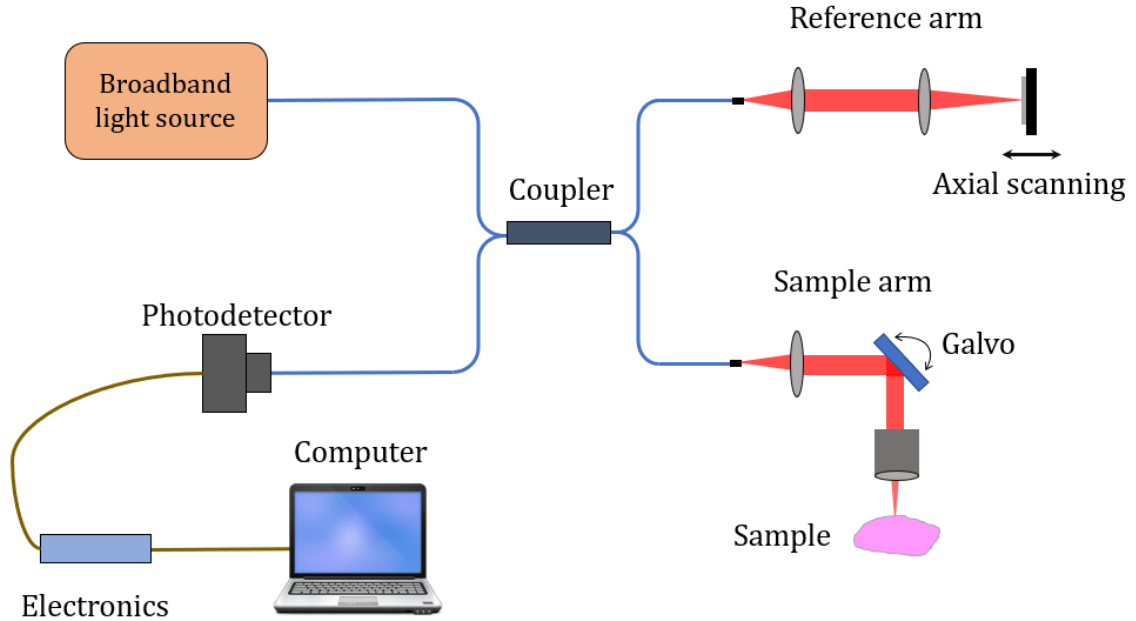 Reference arm
Broadband
light source
Axial scanning
Coupler
Sample arm
Photodetector
Galvo
Computer
Sample
Electronics